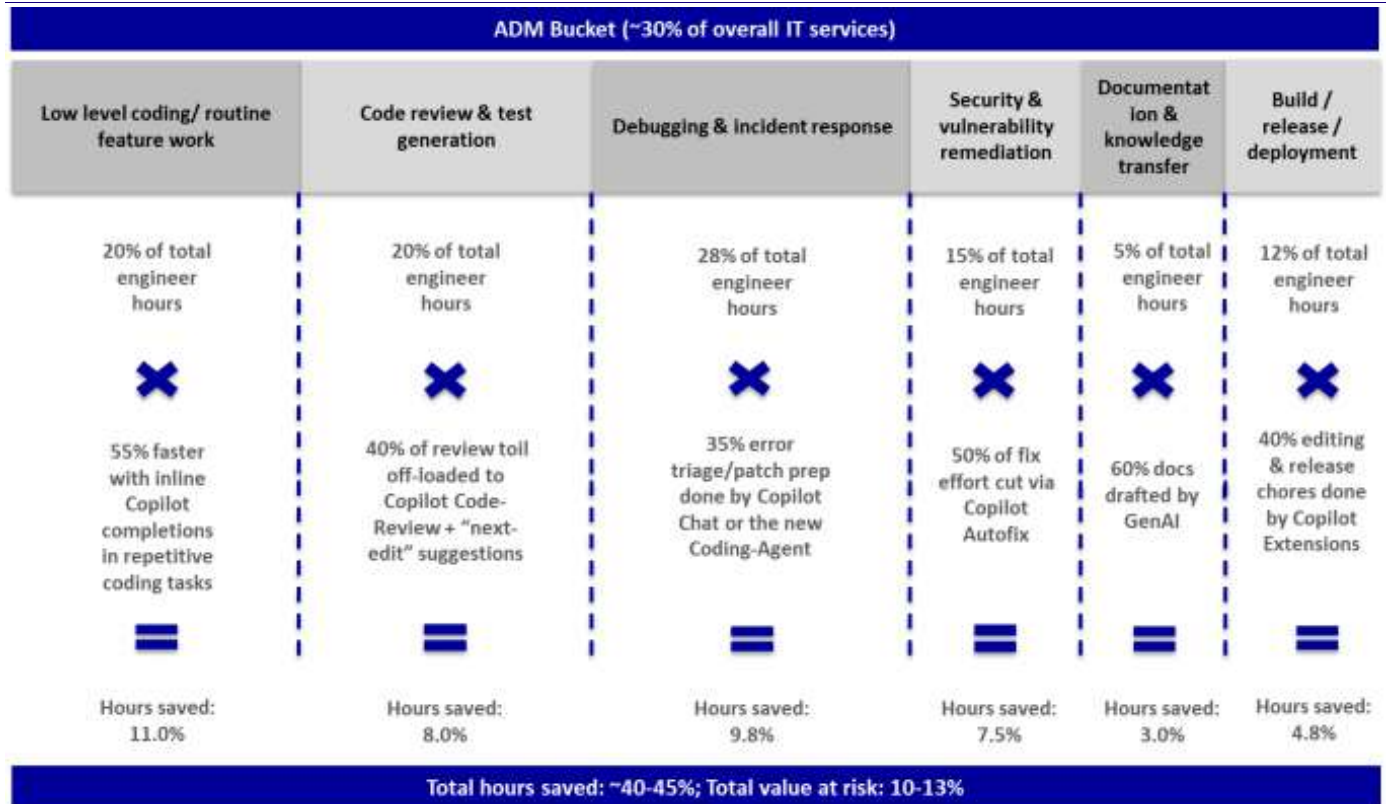 ADM Bucket (~30% of overall IT services)
Low level coding/ routine
feature work
Code review & test
generation
Debugging & incident response
Security &
vulnerability
remediation
Documentat
ion &
knowledge
transfer
Build /
release /
deployment
20% of total
engineer
hours
20% of total
engineer
hours
28% of total
engineer
hours
15% of total
engineer
hours
5% of total
engineer
hours
12% of total
engineer
hours
55% faster
with inline
Copilot
completions
in repetitive
coding tasks
40% of review toil
off-loaded to
Copilot Code-
Review + “next-
edit” suggestions
35% error
triage/patch prep
done by Copilot
Chat or the new
Coding-Agent
50% of fix
effort cut via
Copilot
Autofix
60% docs
drafted by
GenAI
40% editing
& release
chores done
by Copilot
Extensions
Hours saved:
11.0%
Hours saved:
8.0%
Hours saved:
9.8%
Hours saved:
7.5%
Hours saved:
3.0%
Hours saved:
4.8%
Total hours saved: ~40-45%; Total value at risk: 10-13%